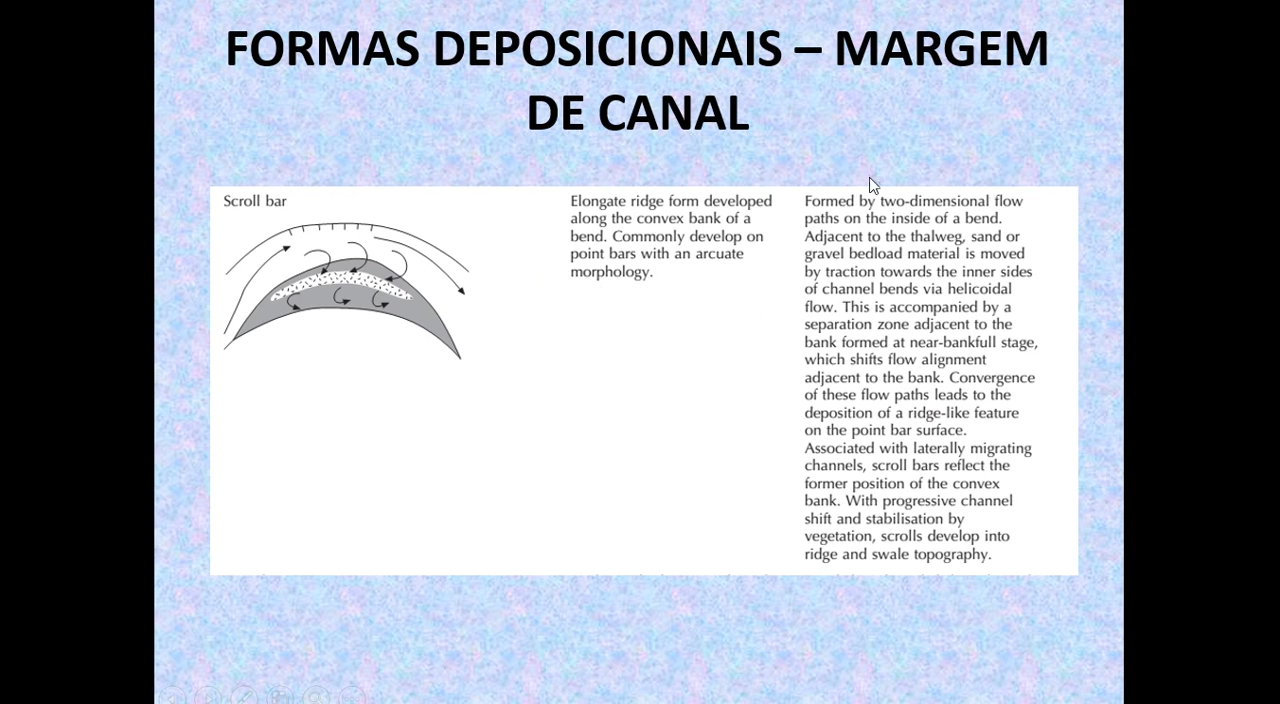 FORMAS DEPOSICIONAIS – MARGEM
DE CANAL
Scroll bar
Elongate ridge form developed
along the convex bank of a
bend. Commonly develop on
point bars with an arcuate
morphology.
Formed by two-dimensional flow
paths on the inside of a bend.
Adjacent to the thalweg, sand or
gravel bedload material is moved
by traction towards the inner sides
of channel bends via helicoidal
flow. This is accompanied by a
separation zone adjacent to the
bank formed at near-bankfull stage,
which shifts flow alignment
adjacent to the bank. Convergence
of these flow paths leads to the
deposition of a ridge-like feature
on the point bar surface.
Associated with laterally migrating
channels, scroll bars reflect the
former position of the convex
bank. With progressive channel
shift and stabilisation by
vegetation, scrolls develop into
ridge and swale topography.